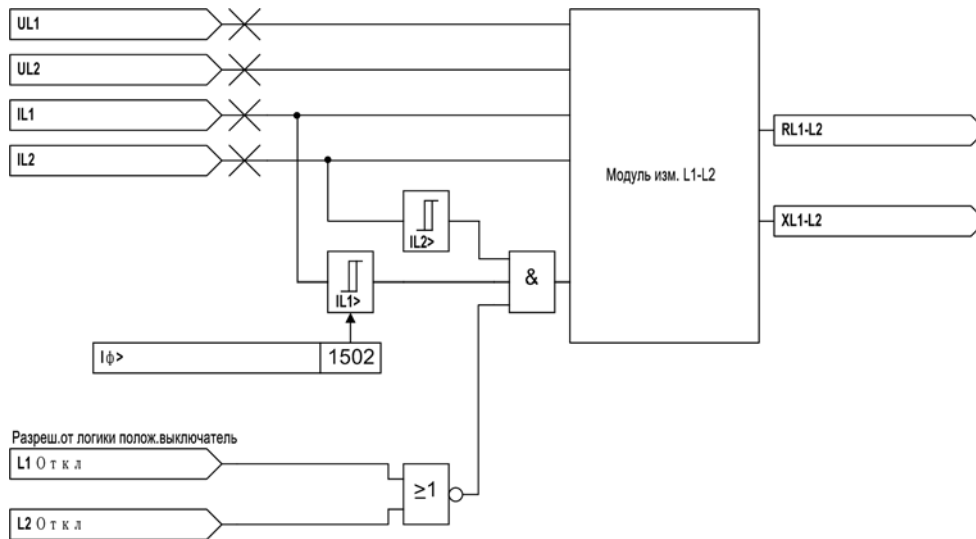 UL1
UL2
IL1
IL2
Модуль изм. L1-L2
RL1-L2
XL1-L2
IL2>
&
IL1>
Iф> 1502
Разреш.от логики полож.выключатель
L1 Откл
≥1
L2 Откл